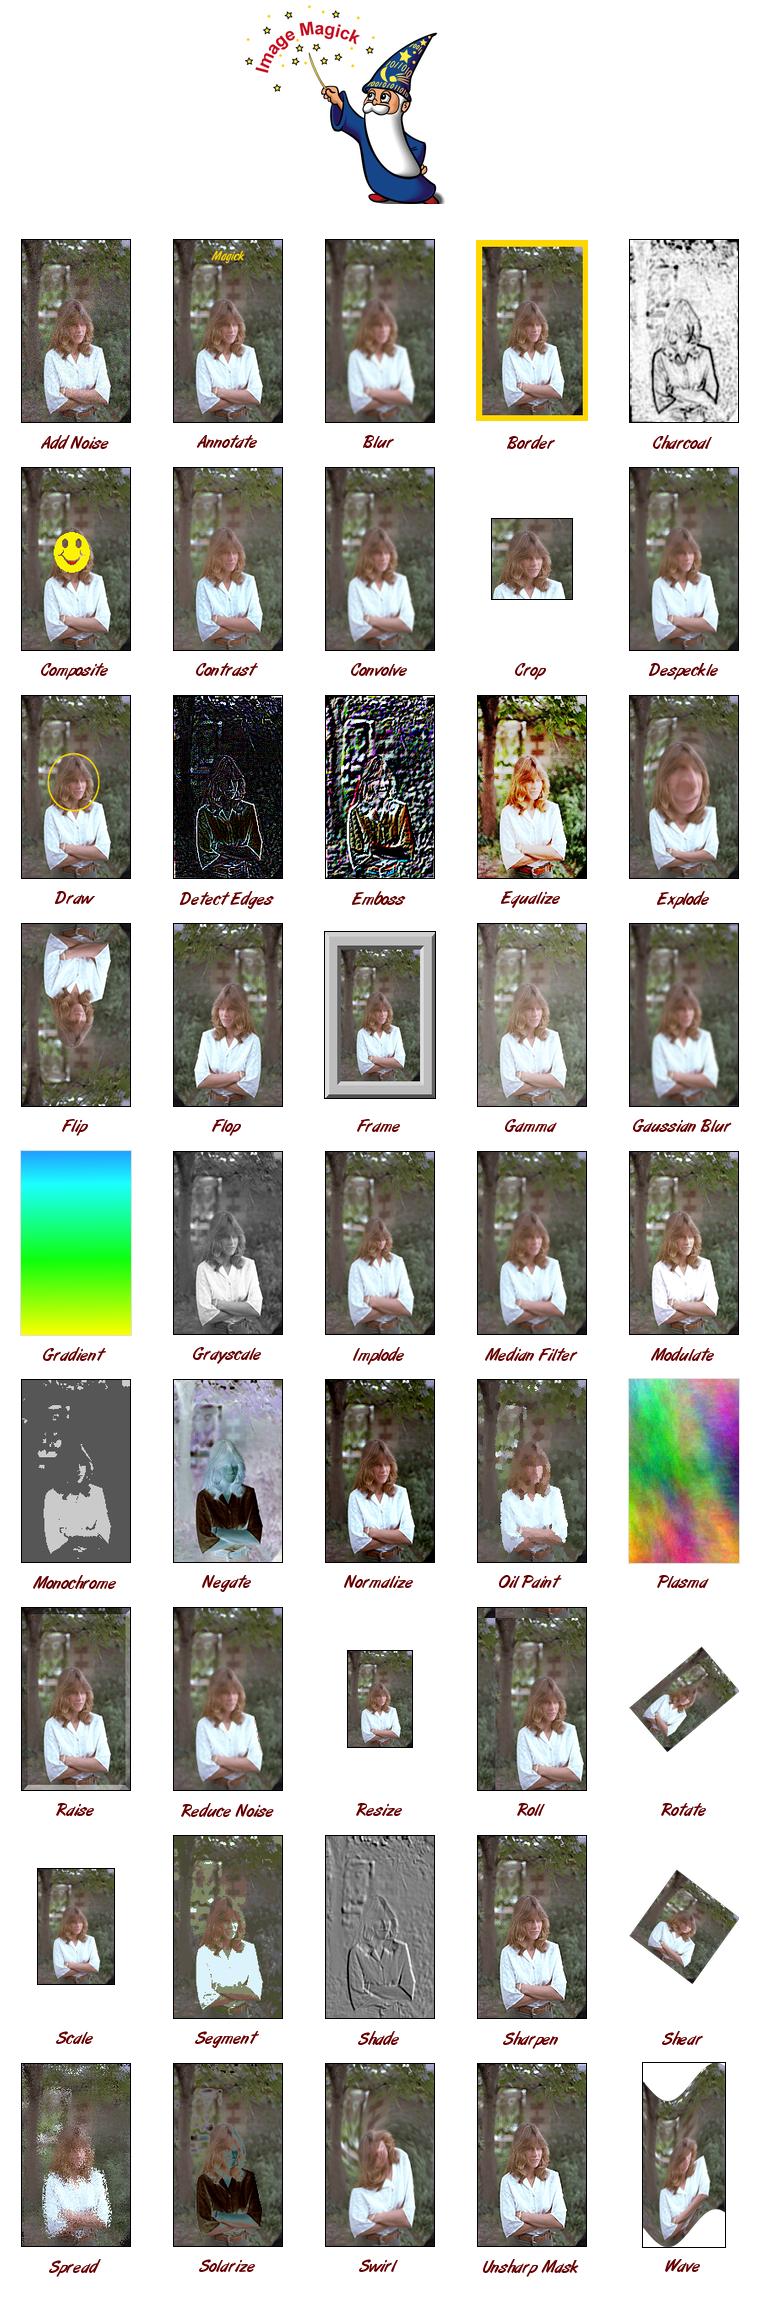 Image Magick
Magick
Add Noise
Annotate
Blur
Border
Charcoal
Composite
Contrast
Convolve
Crop
Despeckle
Draw
Detect Edges
Emboss
Equalize
Explode
Flip
Flop
Frame
Gamma
Gaussian Blur
Gradient
Grayscale
Implode
Median Filter
Modulate
Monochrome
Negate
Normalize
Oil Paint
Plasma
Raise
Reduce Noise
Resize
Roll
Rotate
Scale
Segment
Shade
Sharpen
Shear
Spread
Solarize
Swirl
Unsharp Mask
Wave